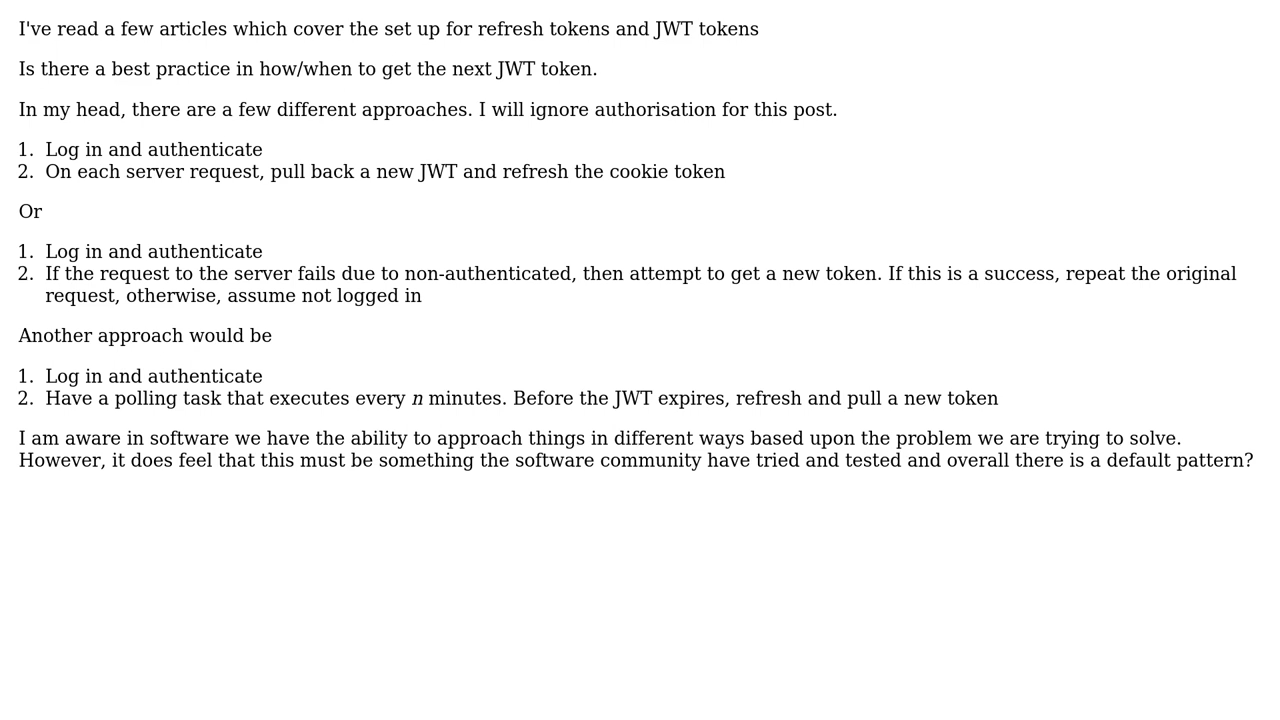 I've read a few articles which cover the set up for refresh tokens and JWT tokens
Is there a best practice in how/when to get the next JWT token.
In my head, there are a few different approaches. I will ignore authorisation for this post.
1. Log in and authenticate
2. On each server request, pull back a new JWT and refresh the cookie token
Or
1. Log in and authenticate
2. If the request to the server fails due to non-authenticated, then attempt to get a new token. If this is a success, repeat the original
request, otherwise, assume not logged in
Another approach would be
1. Log in and authenticate
2. Have a polling task that executes every n minutes. Before the JWT expires, refresh and pull a new token
I am aware in software we have the ability to approach things in different ways based upon the problem we are trying to solve.
However, it does feel that this must be something the software community have tried and tested and overall there is a default pattern?